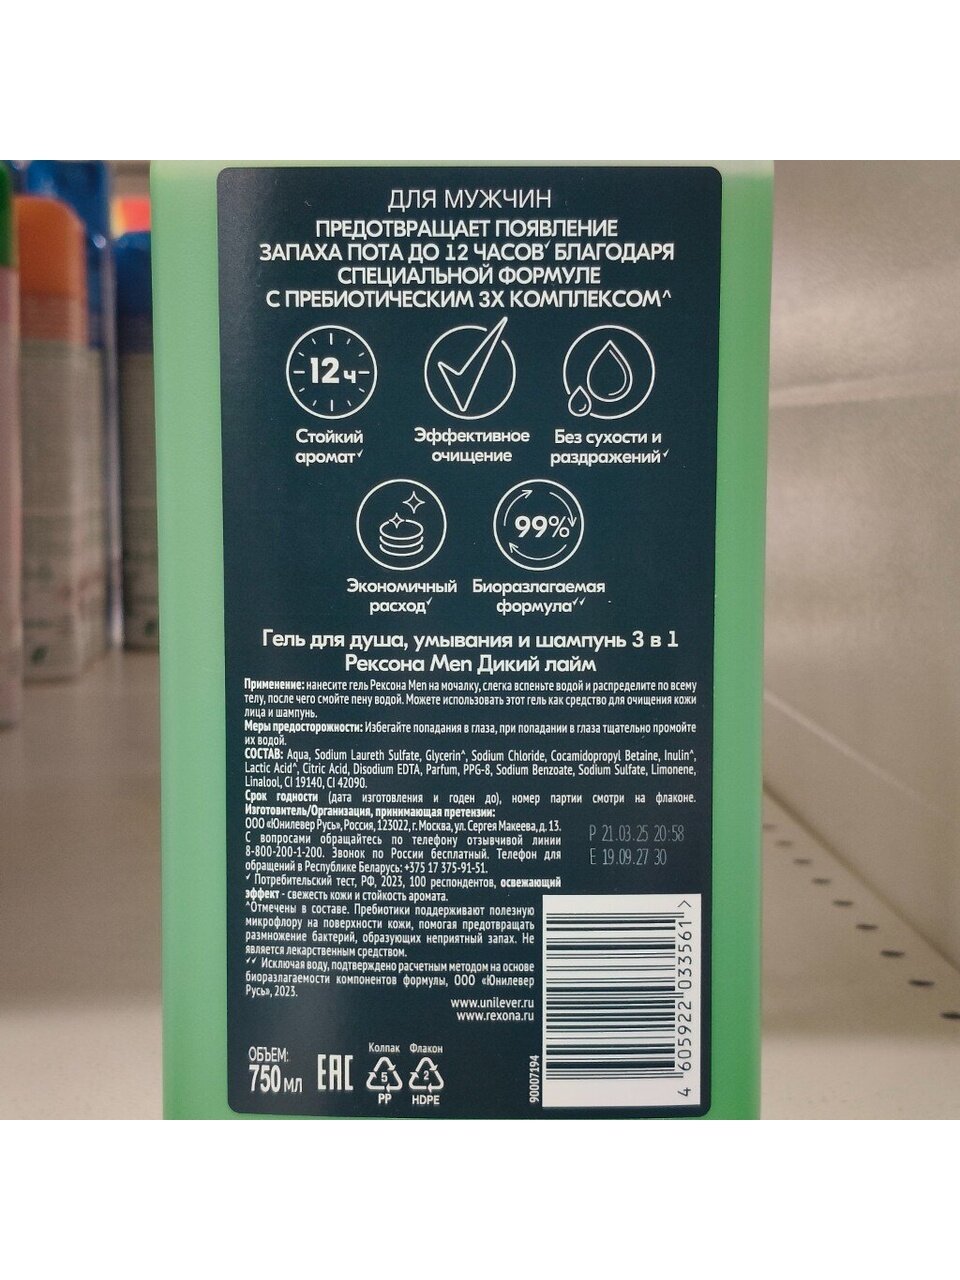 ДЛЯ МУЖЧИН
ПРЕДОТВРАЩАЕТ ПОЯВЛЕНИЕ
ЗАПАХА ПОТА ДО 12 ЧАСОВ✓ БЛАГОДАРЯ
СПЕЦИАЛЬНОЙ ФОРМУЛЕ
С ПРЕБИОТИЧЕСКИМ 3X КОМПЛЕКСОМ^
12ч
Стойкий
аромат✓
Эффективное
очищение
Без сухости и
раздражений✓
99%
Экономичный
расход✓
Биоразлагаемая
формула✓✓
Гель для душа, умывания и шампунь 3 в 1
Рексона Men Дикий лайм
Применение: нанесите гель Рексона Men на мочалку, слегка вспеньте водой и распределите по всему
телу, после чего смойте пену водой. Можете использовать этот гель как средство для очищения кожи
лица и шампунь.
Меры предосторожности: Избегайте попадания в глаза, при попадании в глаза тщательно промойте
их водой.
СОСТАВ: Aqua, Sodium Laureth Sulfate, Glycerin^, Sodium Chloride, Cocamidopropyl Betaine, Inulin^,
Lactic Acid^, Citric Acid, Disodium EDTA, Parfum, PPG-8, Sodium Benzoate, Sodium Sulfate, Limonene,
Linalool, CI 19140, CI 42090.
Срок годности (дата изготовления и годен до), номер партии смотри на флаконе.
Изготовитель/Организация, принимающая претензии:
ООО «Юнилевер Русь», Россия, 123022, г. Москва, ул. Сергея Макеева, д. 13.
С вопросами обращайтесь по телефону отзывчивой линии
8-800-200-1-200. Звонок по России бесплатный. Телефон для
обращений в Республике Беларусь: +375 17 375-91-51.
✓ Потребительский тест, РФ, 2023, 100 респондентов, освежающий
эффект - свежесть кожи и стойкость аромата.
^Отмечены в составе. Пребиотики поддерживают полезную
микрофлору на поверхности кожи, помогая предотвращать
размножение бактерий, образующих неприятный запах. Не
является лекарственным средством.
✓✓ Исключая воду, подтверждено расчетным методом на основе
биоразлагаемости компонентов формулы, ООО «Юнилевер
Русь», 2023.
P 21.03.25 20:58
E 19.09.27 30
www.unilever.ru
www.rexona.ru
ОБЪЕМ:
750 мл
EAC
Колпак
5
PP
Флакон
2
HDPE
90007194
4 605922 033561 >